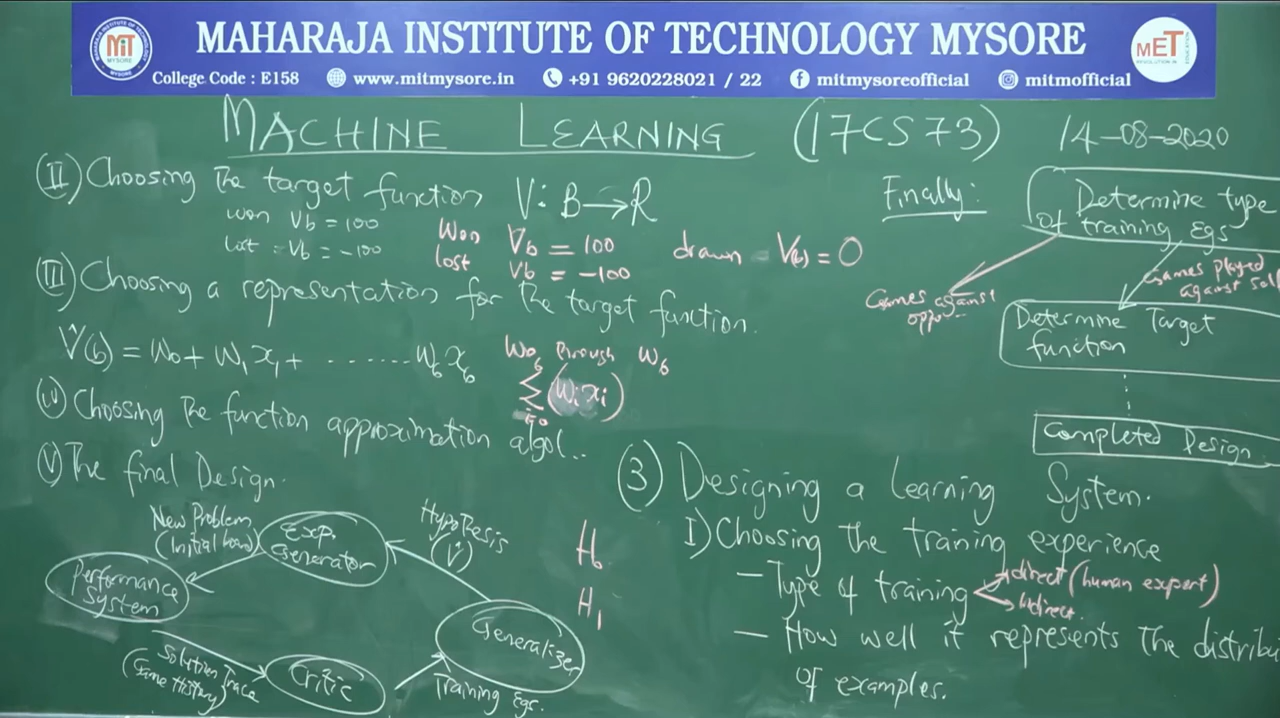 MAHARAJA INSTITUTE OF TECHNOLOGY MYSORE
MIT
MYSORE
MET
College Code : E158
www.mitmysore.in
+91 9620228021 / 22
mitmysoreofficial
mitmofficial
MACHINE LEARNING (17CS73) 14-08-2020
(II) Choosing the target function V: B→R
won Vb = 100
lost Vb = -100
Won Vb = 100
lost Vb = -100
drawn V(b) = 0
(III) Choosing a representation for the target function.
V̂(b) = W0 + W1x1 + ....... W6x6
W0 through W6
6
Σ (Wixi)
i=0
(IV) Choosing the function approximation algol..
(V) The final Design.
New Problem
(Initial board)
Exp.
Generator
Hypothesis
(V̂)
Performance
System
Generalizer
Solution Trace
(Game History)
Critic
Training Egs.
H0
H1
Finally:
Determine type
of training Egs
Games against
oppo...
Games played
against self
Determine Target
function
Completed Design
(3) Designing a Learning System.
I) Choosing the training experience
- Type of training
direct (human expert)
Indirect.
- How well it represents the distribu
of examples.